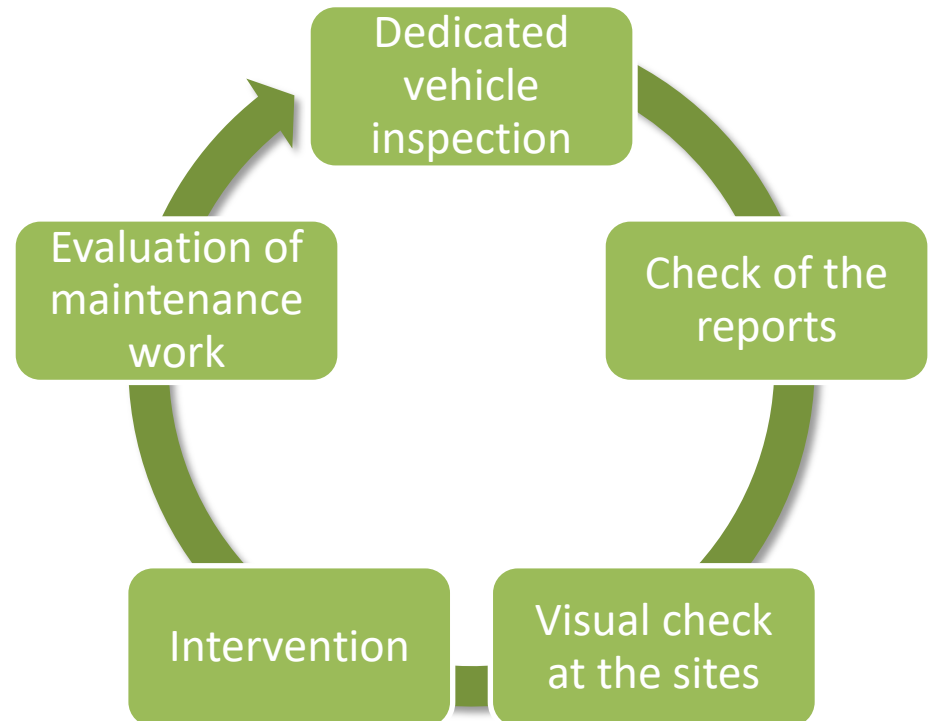 Dedicated
vehicle
inspection
Check of the
reports
Visual check
at the sites
Intervention
Evaluation of
maintenance
work